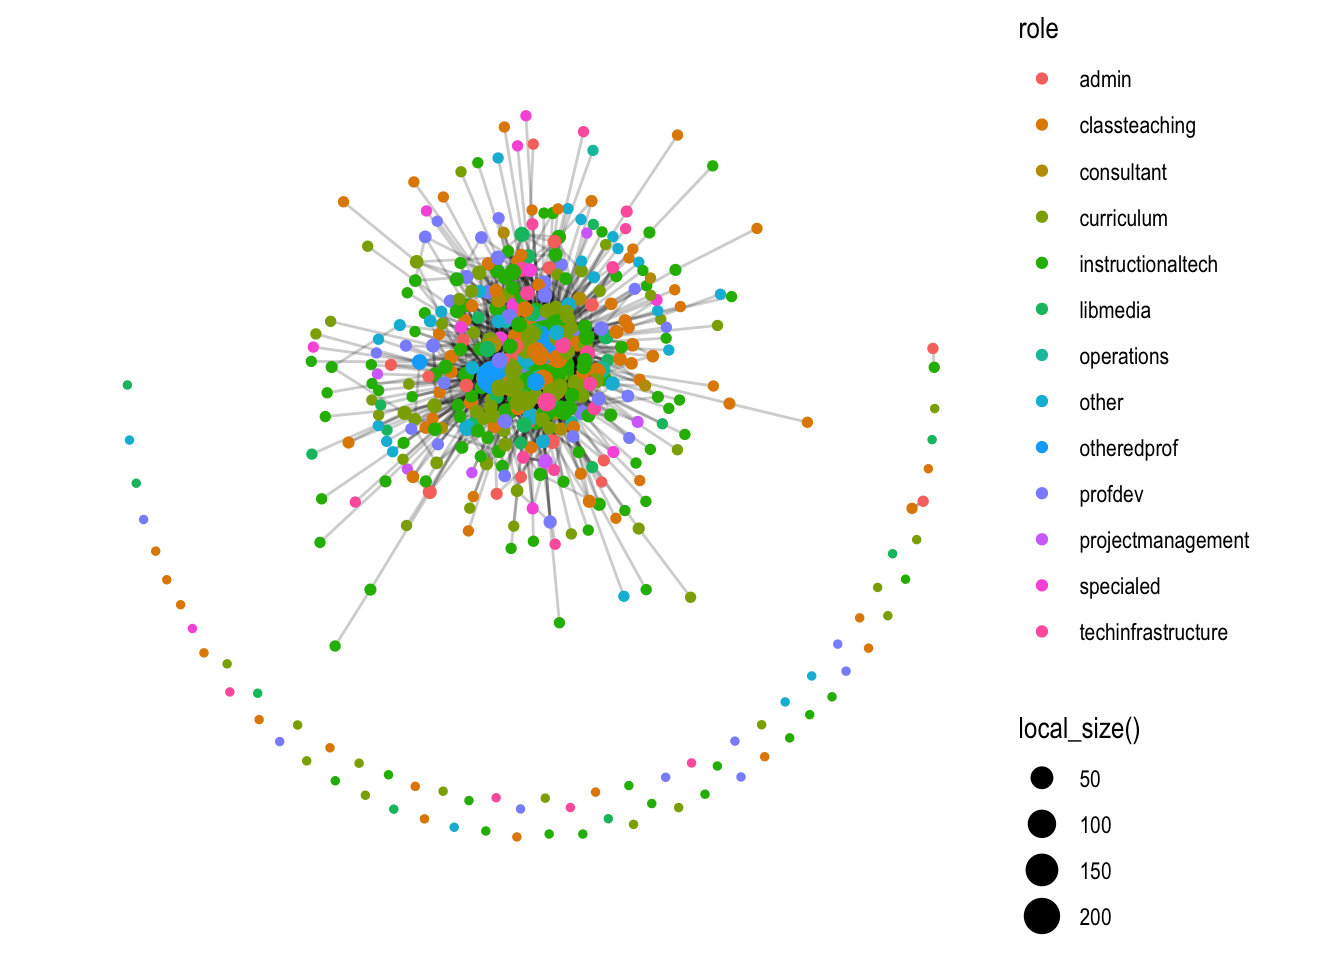 role
admin
classteaching
consultant
curriculum
instructionaltech
libmedia
operations
other
otheredprof
profdev
projectmanagement
specialed
techinfrastructure
local_size()
50
100
150
200